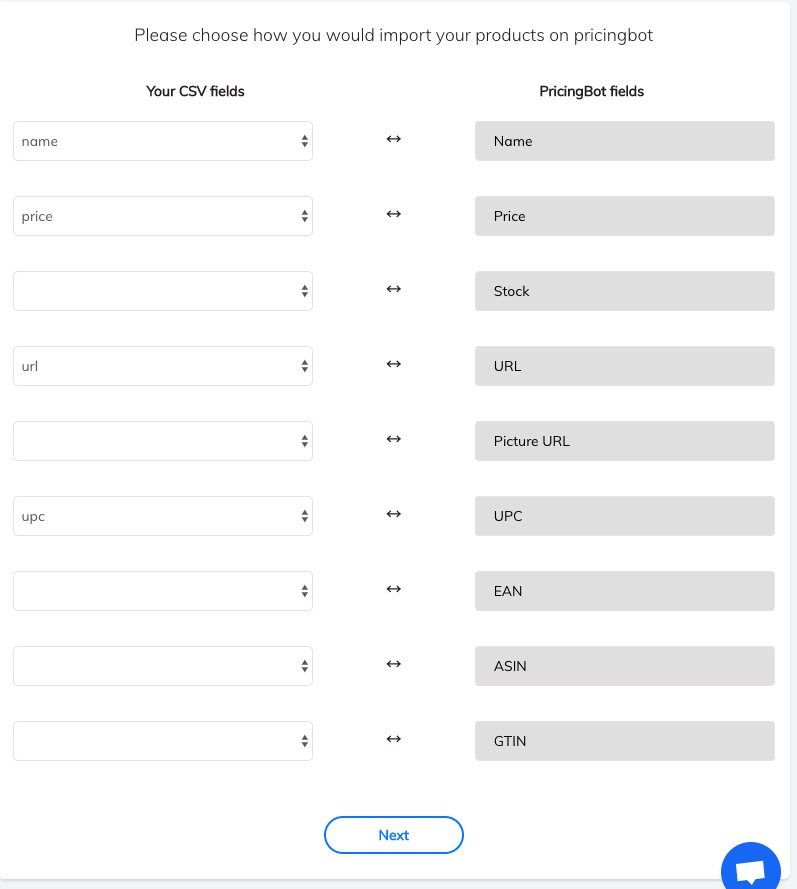 Please choose how you would import your products on pricingbot
Your CSV fields PricingBot fields
name ↔ Name
price ↔ Price
↔ Stock
url ↔ URL
↔ Picture URL
upc ↔ UPC
↔ EAN
↔ ASIN
↔ GTIN
Next